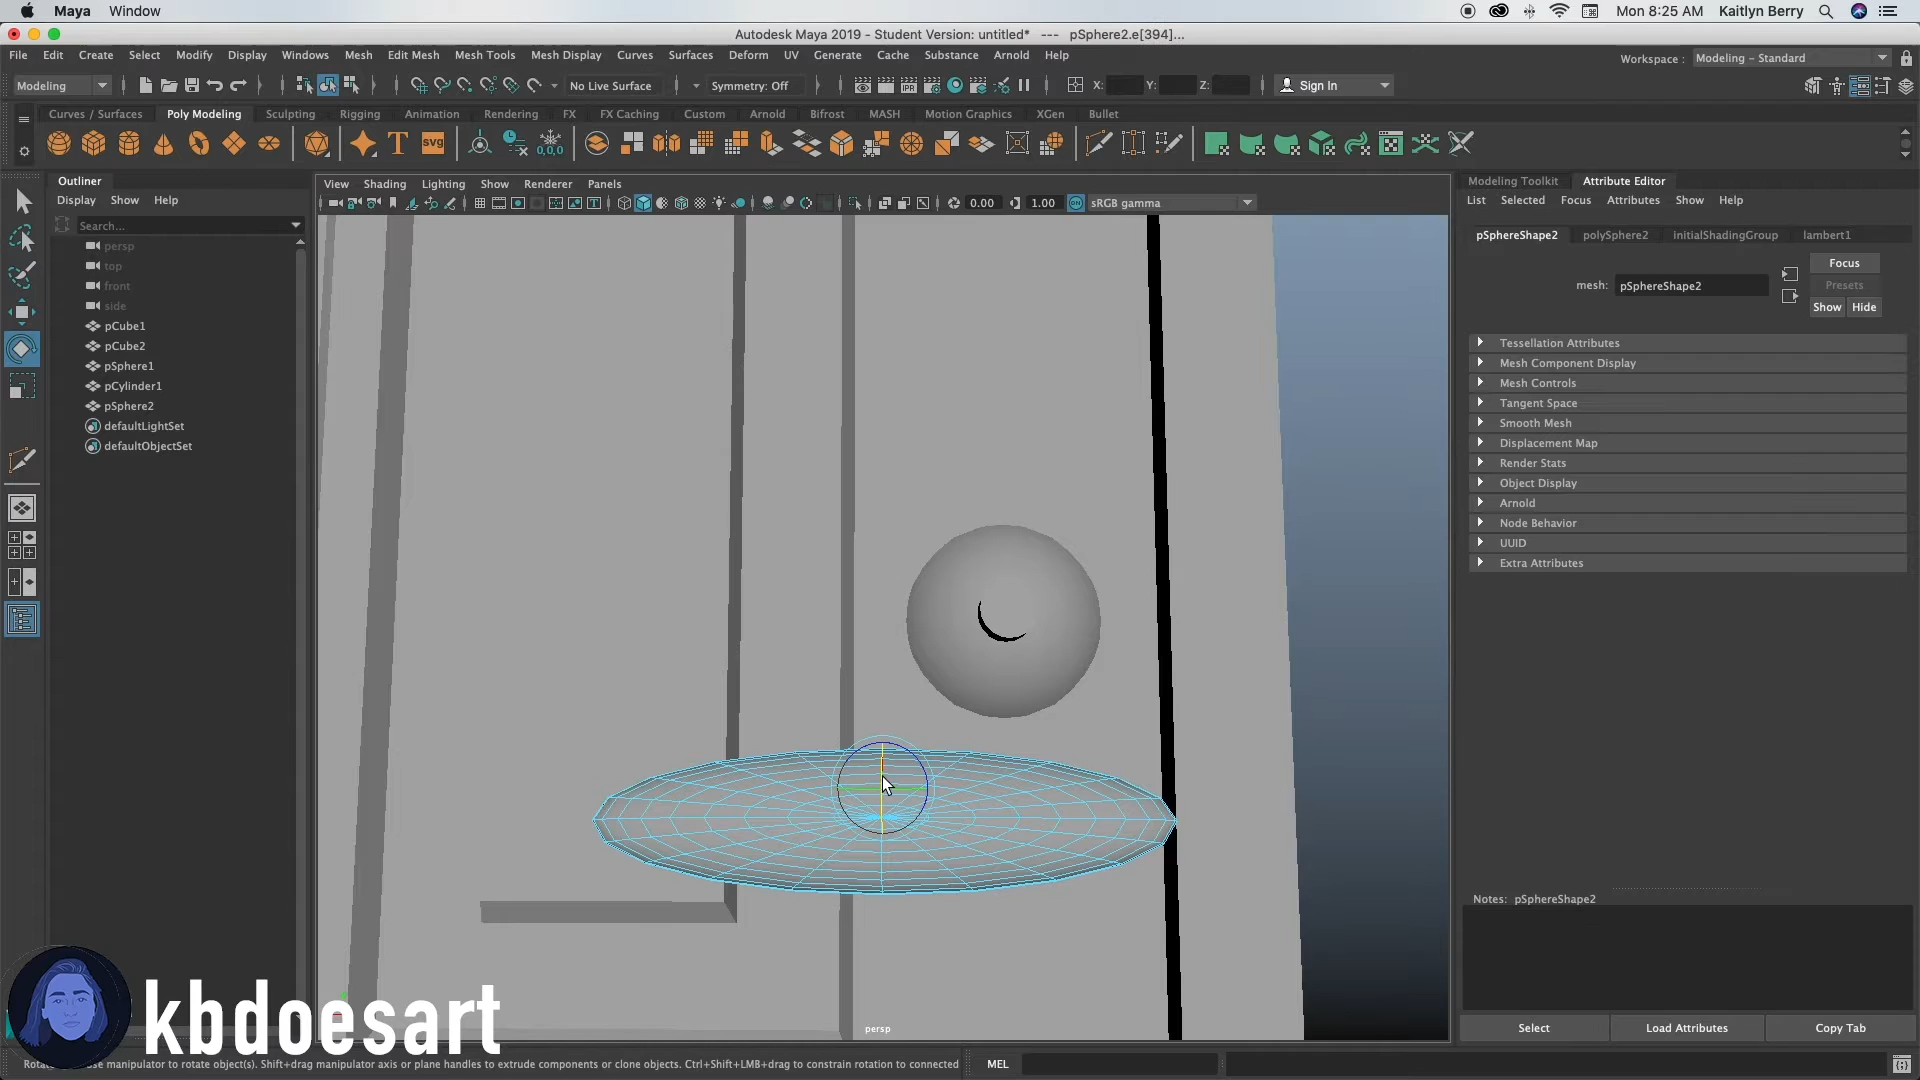 Maya Window Mon 8:25 AM Kaitlyn Berry
Autodesk Maya 2019 - Student Version: untitled* --- pSphere2.e[394]...
File Edit Create Select Modify Display Windows Mesh Edit Mesh Mesh Tools Mesh Display Curves Surfaces Deform UV Generate Cache Substance Arnold Help Workspace : Modeling - Standard
Modeling No Live Surface Symmetry: Off IPR X: Y: Z: Sign In
Curves / Surfaces Poly Modeling Sculpting Rigging Animation Rendering FX FX Caching Custom Arnold Bifrost MASH Motion Graphics XGen Bullet
T SVG 0,0,0
Outliner
Display Show Help
Search...
persp
top
front
side
pCube1
pCube2
pSphere1
pCylinder1
pSphere2
defaultLightSet
defaultObjectSet
View Shading Lighting Show Renderer Panels
0.00 1.00 ON sRGB gamma
persp
Modeling Toolkit Attribute Editor
List Selected Focus Attributes Show Help
pSphereShape2 polySphere2 initialShadingGroup lambert1
Focus
mesh: pSphereShape2 Presets
Show Hide
Tessellation Attributes
Mesh Component Display
Mesh Controls
Tangent Space
Smooth Mesh
Displacement Map
Render Stats
Object Display
Arnold
Node Behavior
UUID
Extra Attributes
Notes: pSphereShape2
Select Load Attributes Copy Tab
kbdoesart
manipulator to rotate object(s). Shift+drag manipulator axis or plane handles to extrude components or clone objects. Ctrl+Shift+LMB+drag to constrain rotation to connected MEL